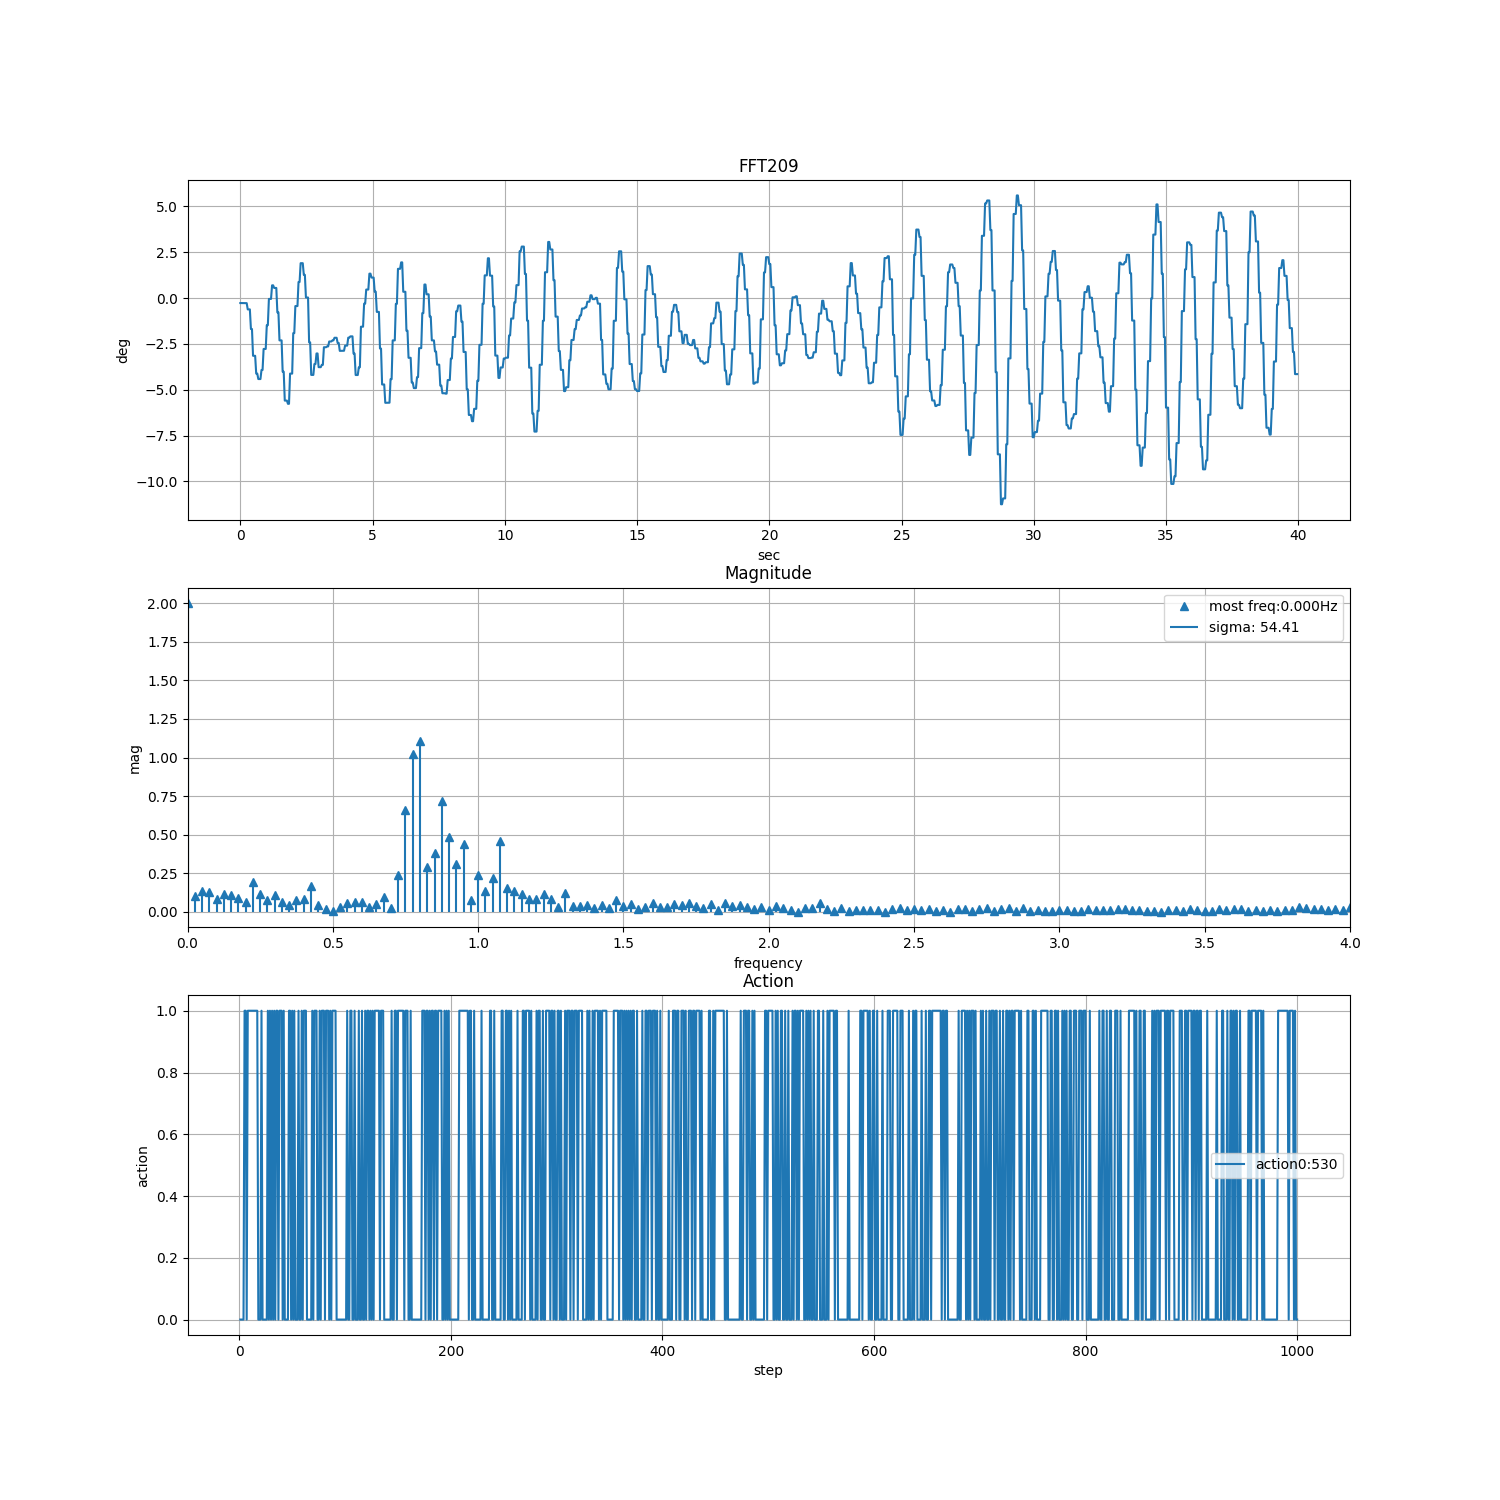 FFT209
5.0
2.5
0.0
−2.5
−5.0
−7.5
−10.0
deg
0 5 10 15 20 25 30 35 40
sec
Magnitude
2.00
1.75
1.50
1.25
1.00
0.75
0.50
0.25
0.00
mag
most freq:0.000Hz
sigma: 54.41
0.0 0.5 1.0 1.5 2.0 2.5 3.0 3.5 4.0
frequency
Action
1.0
0.8
0.6
0.4
0.2
0.0
action
action0:530
0 200 400 600 800 1000
step